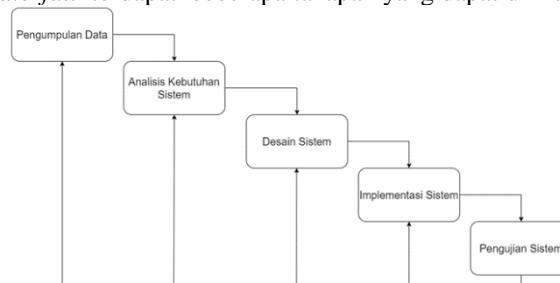 Pengumpulan Data
Analisis Kebutuhan
Sistem
Desain Sistem
Implementasi Sistem
Pengujian Sistem